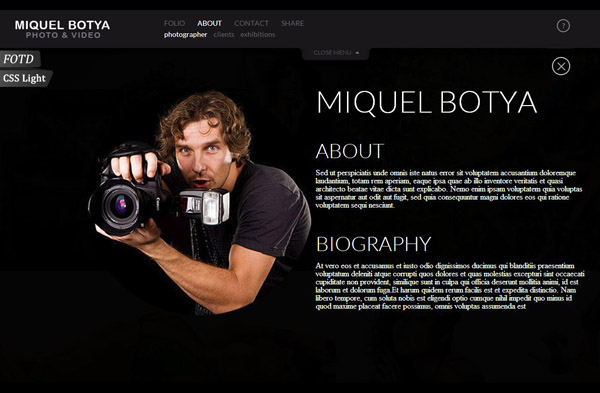 MIQUEL BOTYA
PHOTO & VIDEO
FOLIO ABOUT CONTACT SHARE
photographer clients exhibitions
?
CLOSE MENU
FOTD
CSS Light
MIQUEL BOTYA
ABOUT
Sed ut perspiciatis unde omnis iste natus error sit voluptatem accusantium doloremque
laudantium, totam rem aperiam, eaque ipsa quae ab illo inventore veritatis et quasi
architecto beatae vitae dicta sunt explicabo. Nemo enim ipsam voluptatem quia voluptas
sit aspernatur aut odit aut fugit, sed quia consequuntur magni dolores eos qui ratione
voluptatem sequi nesciunt.
BIOGRAPHY
At vero eos et accusamus et iusto odio dignissimos ducimus qui blanditiis praesentium
voluptatum deleniti atque corrupti quos dolores et quas molestias excepturi sint occaecati
cupiditate non provident, similique sunt in culpa qui officia deserunt mollitia animi, id est
laborum et dolorum fuga.Et harum quidem rerum facilis est et expedita distinctio. Nam
libero tempore, cum soluta nobis est eligendi optio cumque nihil impedit quo minus id
quod maxime placeat facere possimus, omnis voluptas assumenda est